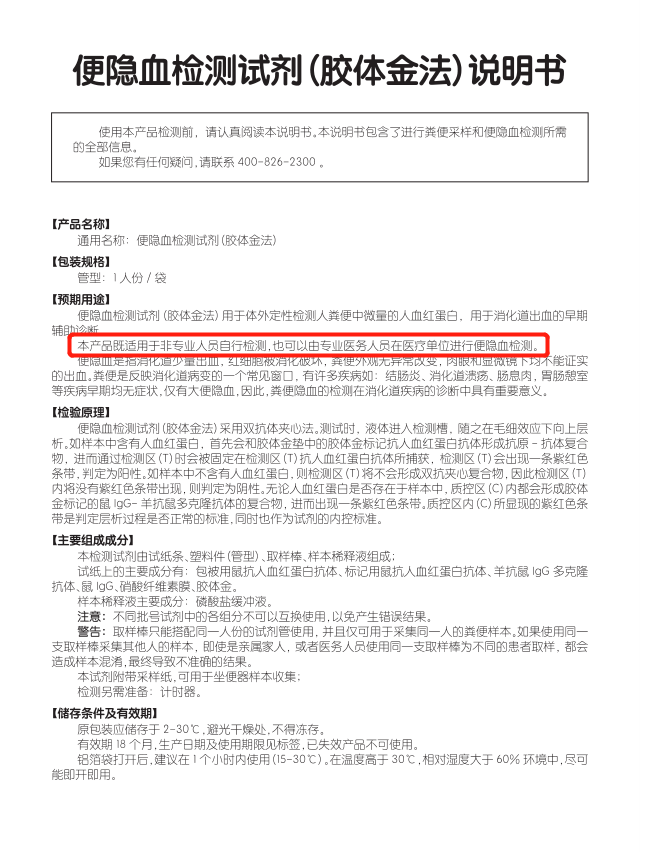 便隐血检测试剂（胶体金法）说明书
使用本产品检测前，请认真阅读本说明书。本说明书包含了进行粪便采样和便隐血检测所需
的全部信息。
如果您有任何疑问，请联系 400-826-2300 。
【产品名称】
通用名称：便隐血检测试剂（胶体金法）
【包装规格】
管型：1 人份 / 袋
【预期用途】
便隐血检测试剂（胶体金法）用于体外定性检测人粪便中微量的人血红蛋白，用于消化道出血的早期
辅助诊断。
本产品既适用于非专业人员自行检测，也可以由专业医务人员在医疗单位进行便隐血检测。
便隐血是指消化道少量出血，红细胞被消化破坏，粪便外观无异常改变，肉眼和显微镜下均不能证实
的出血。粪便是反映消化道病变的一个常见窗口，有许多疾病如：结肠炎、消化道溃疡、肠息肉，胃肠憩室
等疾病早期均无症状，仅有大便隐血，因此，粪便隐血的检测在消化道疾病的诊断中具有重要意义。
【检验原理】
便隐血检测试剂（胶体金法）采用双抗体夹心法。测试时，液体进入检测槽，随之在毛细效应下向上层
析。如样本中含有人血红蛋白，首先会和胶体金垫中的胶体金标记抗人血红蛋白抗体形成抗原 - 抗体复合
物，进而通过检测区（T）时会被固定在检测区（T）抗人血红蛋白抗体所捕获，检测区（T）会出现一条紫红色
条带，判定为阳性。如样本中不含有人血红蛋白，则检测区（T）将不会形成双抗夹心复合物，因此检测区（T）
内将没有紫红色条带出现，则判定为阴性。无论人血红蛋白是否存在于样本中，质控区（C）内都会形成胶体
金标记的鼠 IgG- 羊抗鼠多克隆抗体的复合物，进而出现一条紫红色条带。质控区内（C）所显现的紫红色条
带是判定层析过程是否正常的标准，同时也作为试剂的内控标准。
【主要组成成分】
本检测试剂由试纸条、塑料件（管型）、取样棒、样本稀释液组成；
试纸上的主要成分有：包被用鼠抗人血红蛋白抗体、标记用鼠抗人血红蛋白抗体、羊抗鼠 IgG 多克隆
抗体、鼠 IgG、硝酸纤维素膜、胶体金。
样本稀释液主要成分：磷酸盐缓冲液。
注意：不同批号试剂中的各组分不可以互换使用，以免产生错误结果。
警告：取样棒只能搭配同一人份的试剂管使用，并且仅可用于采集同一人的粪便样本。如果使用同一
支取样棒采集其他人的样本，即使是亲属家人，或者医务人员使用同一支取样棒为不同的患者取样，都会
造成样本混淆，最终导致不准确的结果。
本试剂附带采样纸，可用于坐便器样本收集；
检测另需准备：计时器。
【储存条件及有效期】
原包装应储存于 2-30℃，避光干燥处，不得冻存。
有效期 18 个月，生产日期及使用期限见标签，已失效产品不可使用。
铝箔袋打开后，建议在 1 个小时内使用（15-30℃）。在温度高于 30℃，相对湿度大于 60% 环境中，尽可
能即开即用。